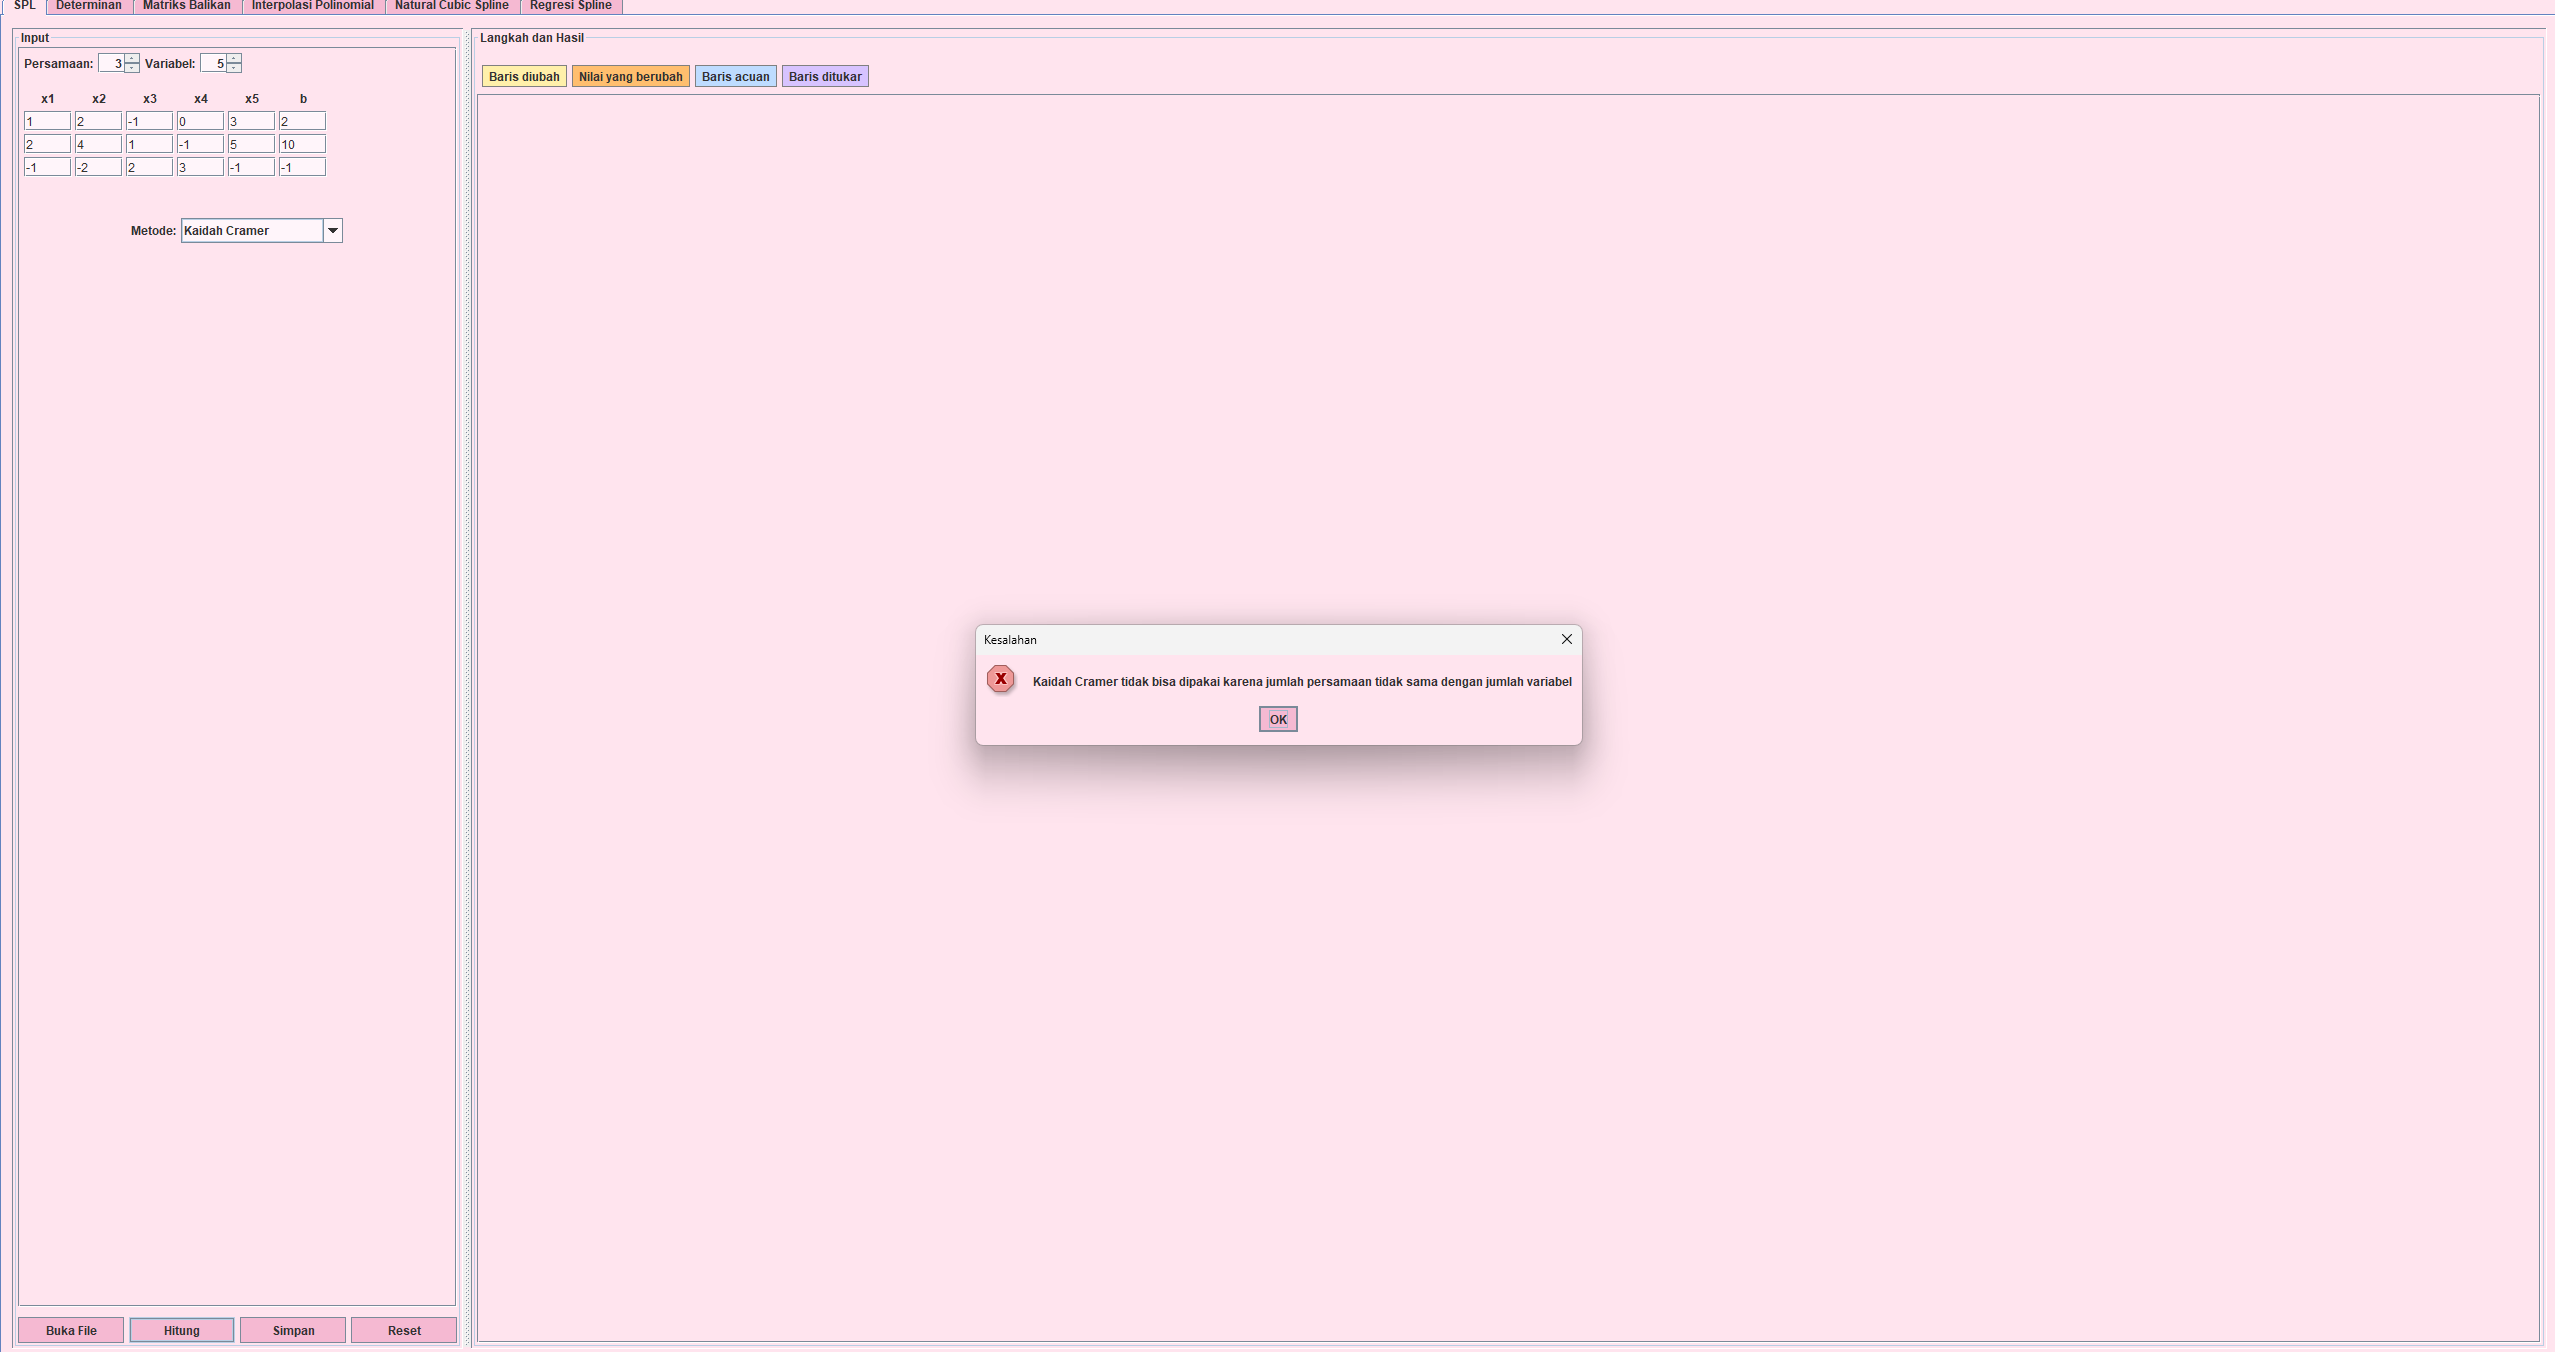 SPL Determinan Matriks Balikan Interpolasi Polinomial Natural Cubic Spline Regresi Spline
Input
Persamaan: 3 Variabel: 5
x1 x2 x3 x4 x5 b
1 2 -1 0 3 2
2 4 1 -1 5 10
-1 -2 2 3 -1 -1
Metode: Kaidah Cramer
Buka File Hitung Simpan Reset
Langkah dan Hasil
Baris diubah Nilai yang berubah Baris acuan Baris ditukar
Kesalahan
Kaidah Cramer tidak bisa dipakai karena jumlah persamaan tidak sama dengan jumlah variabel
OK